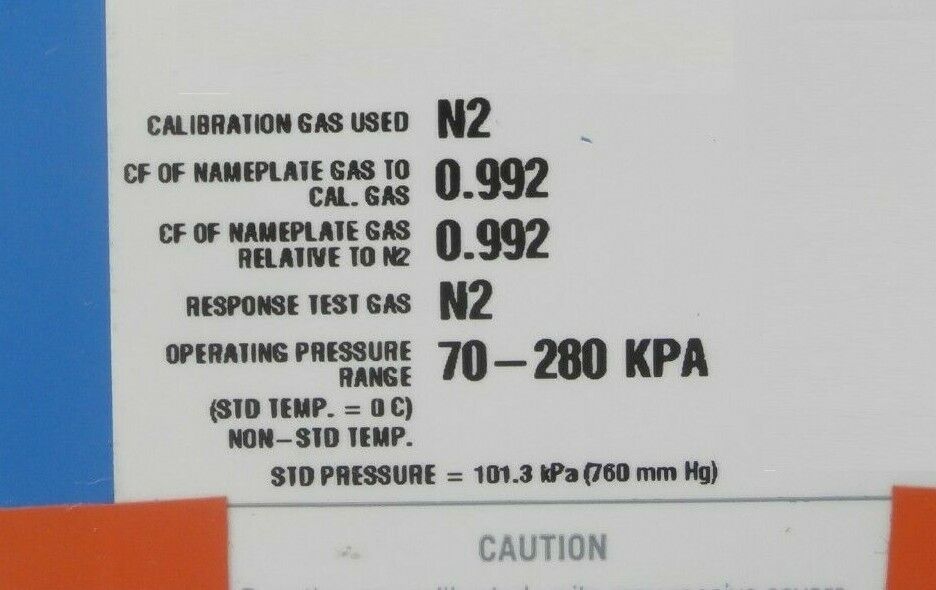 CALIBRATION GAS USED N2
CF OF NAMEPLATE GAS TO
CAL. GAS 0.992
CF OF NAMEPLATE GAS
RELATIVE TO N2 0.992
RESPONSE TEST GAS N2
OPERATING PRESSURE
RANGE 70-280 KPA
(STD TEMP. = 0 C)
NON-STD TEMP.
STD PRESSURE = 101.3 kPa (760 mm Hg)
CAUTION